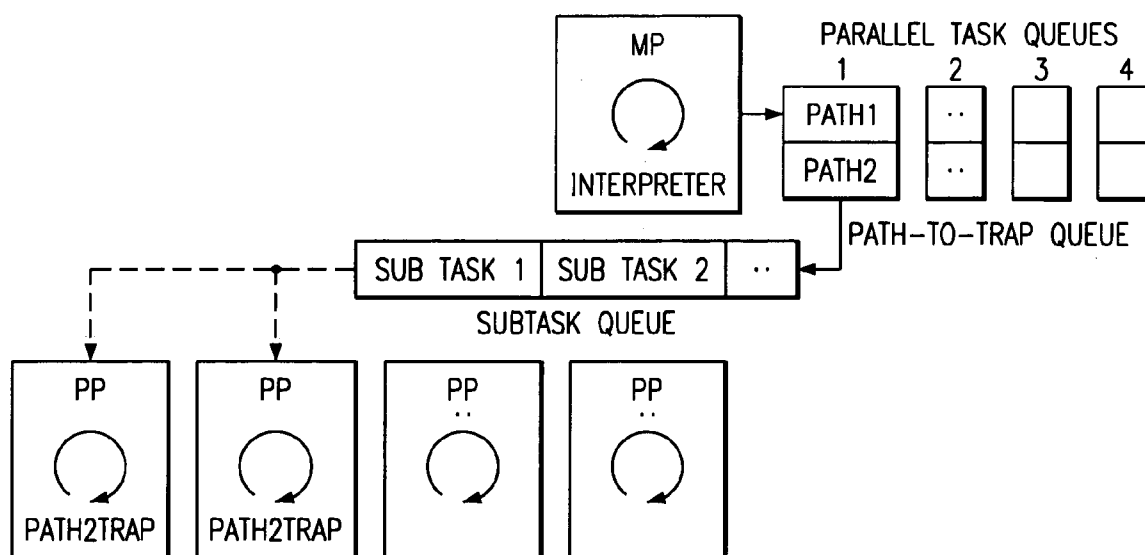 MP
INTERPRETER
PARALLEL TASK QUEUES
1 2 3 4
PATH1 ..
PATH2 ..
PATH-TO-TRAP QUEUE
SUB TASK 1 SUB TASK 2 ..
SUBTASK QUEUE
PP PP PP PP
.. ..
PATH2TRAP PATH2TRAP